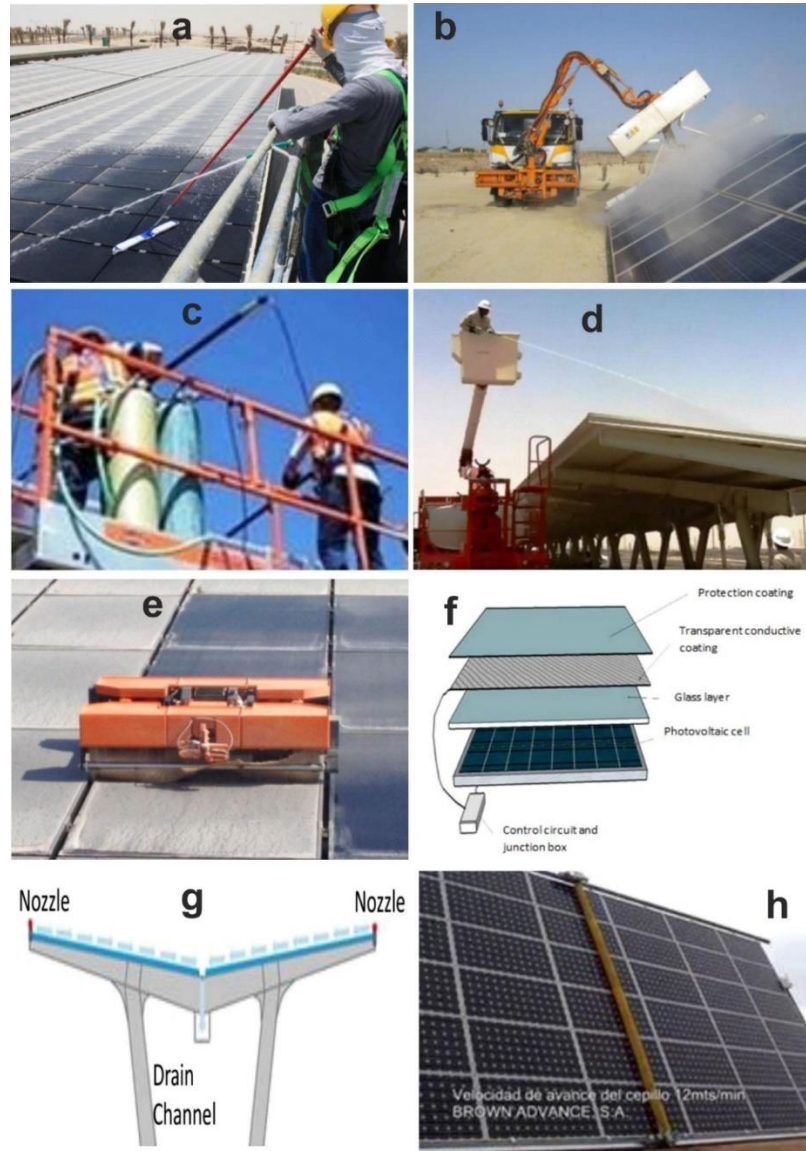 a
b
c
d
e
f
Protection coating
Transparent conductive
coating
Glass layer
Photovoltaic cell
Control circuit and
junction box
g
Nozzle
Nozzle
Drain
Channel
h
Velocidad de avance del cepillo 12mts/min
BROWN ADVANCE, S.A.